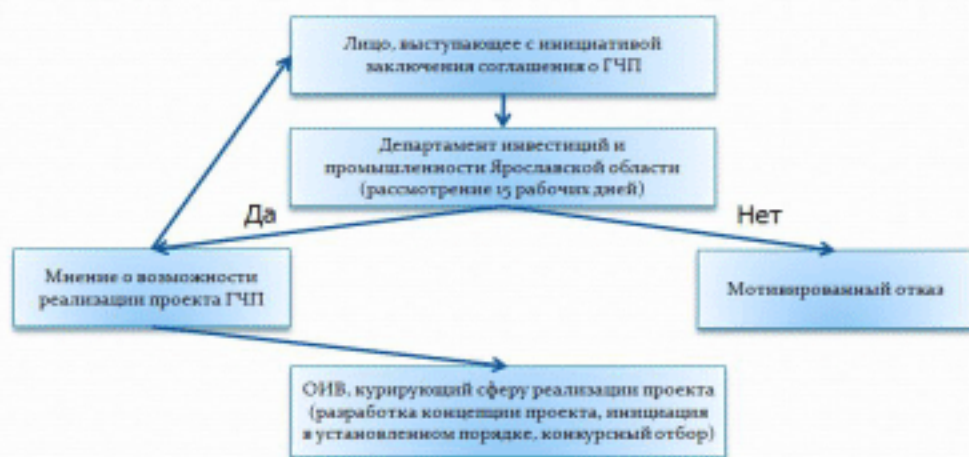 Лицо, выступающее с инициативой
заключения соглашения о ГЧП
Департамент инвестиций и
промышленности Ярославской области
(рассмотрение 15 рабочих дней)
Да
Нет
Мнение о возможности
реализации проекта ГЧП
Мотивированный отказ
ОИВ, курирующий сферу реализации проекта
(разработка концепции проекта, инициация
в установленном порядке, конкурсный отбор)